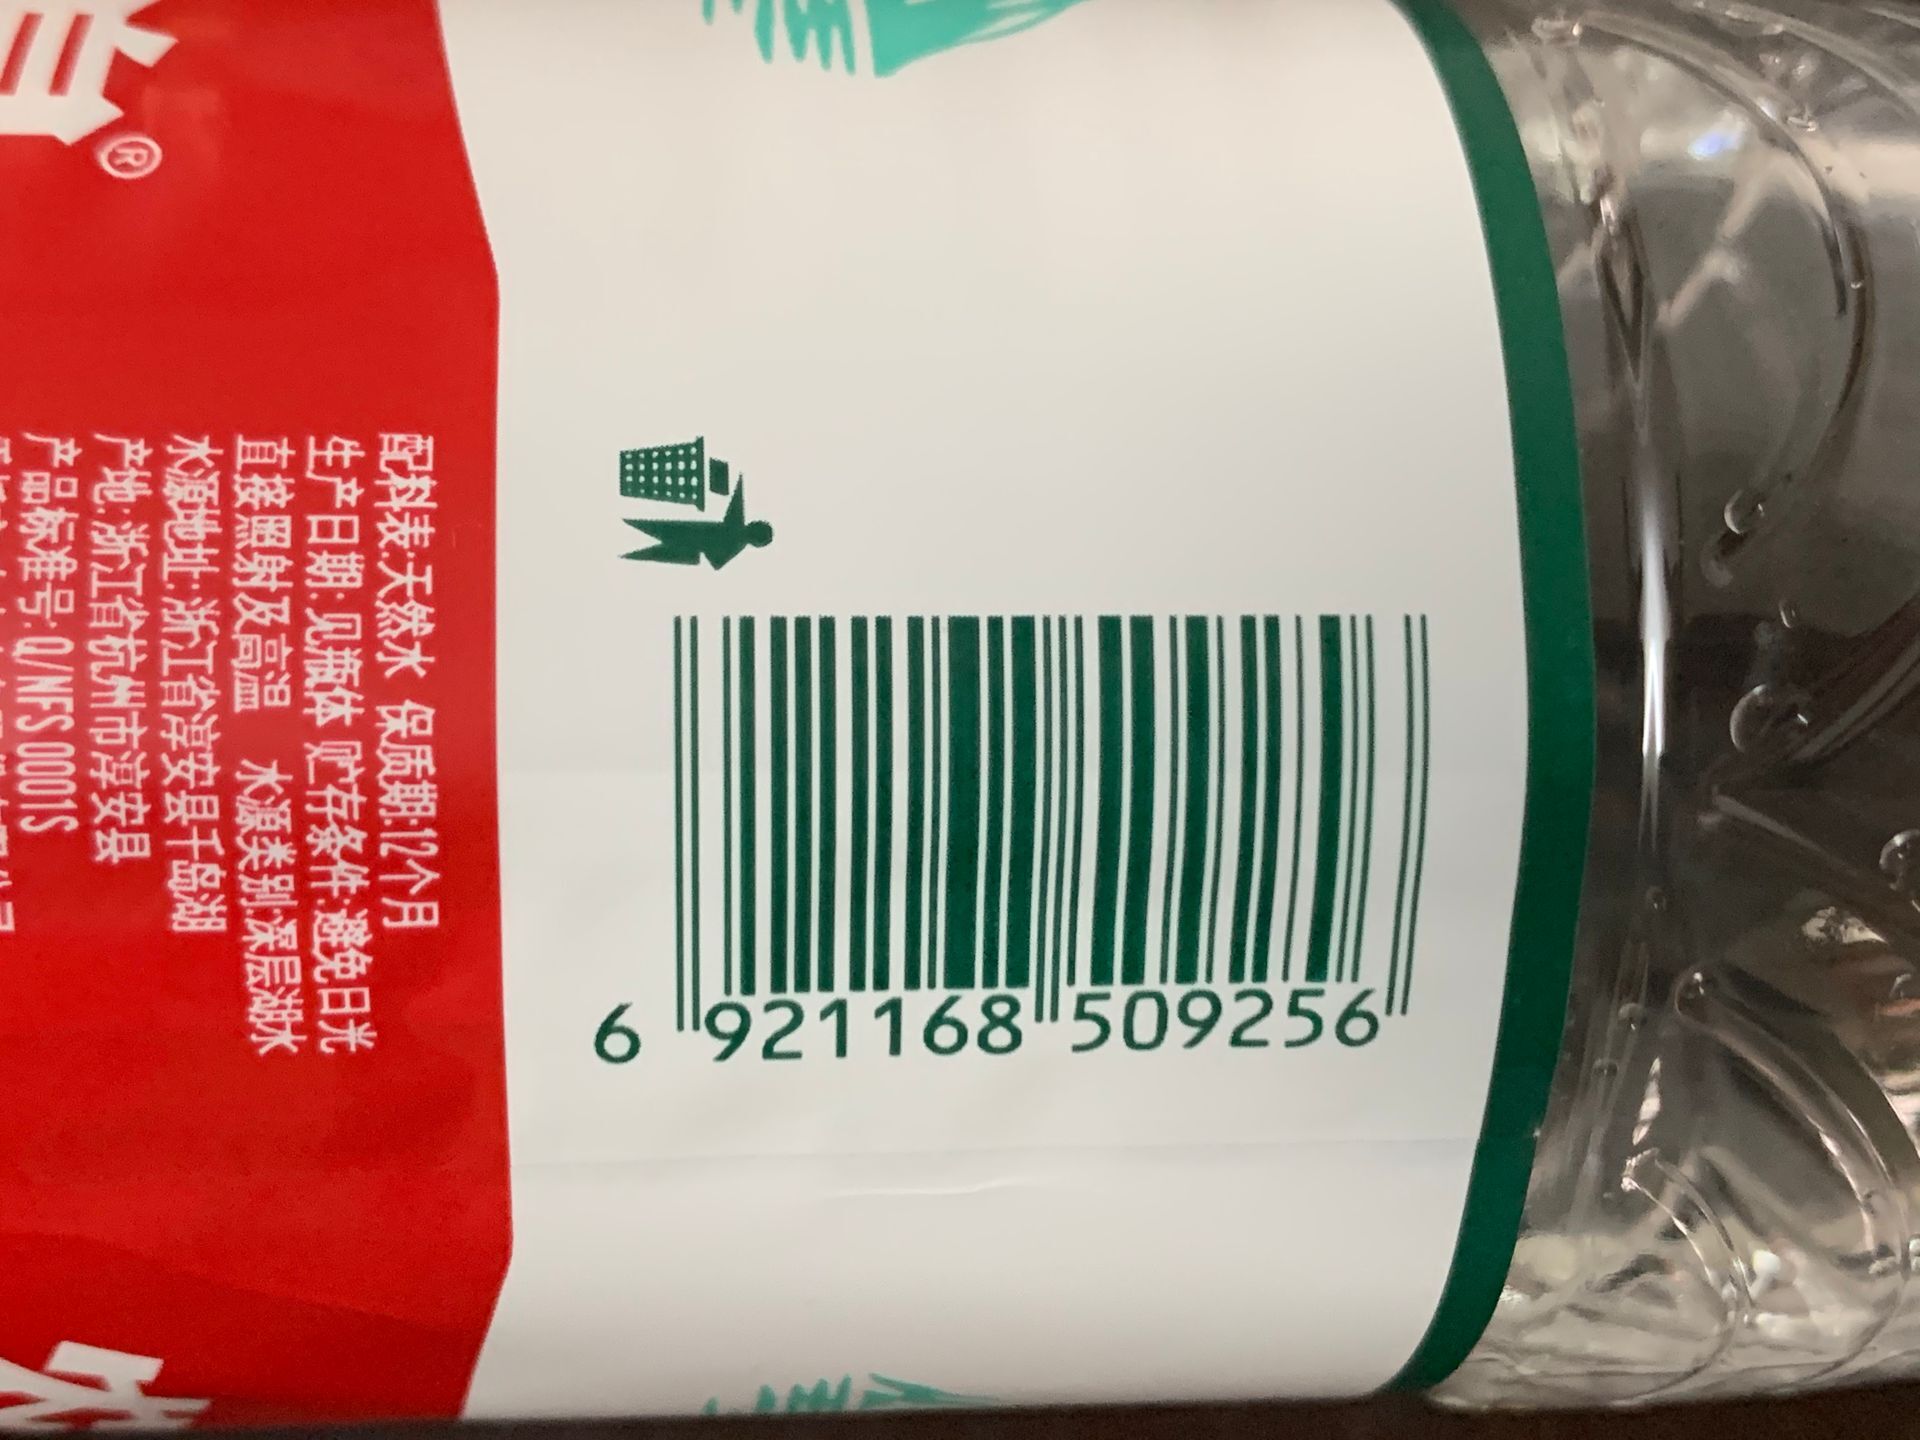 配料表:天然水 保质期:12个月
生产日期:见瓶体 贮存条件:避免日光
直接照射及高温 水源类别:深层湖水
水源地址:浙江省淳安县千岛湖
产地:浙江省杭州市淳安县
产品标准号:Q/NFS 0001S
6 921168 509256
®